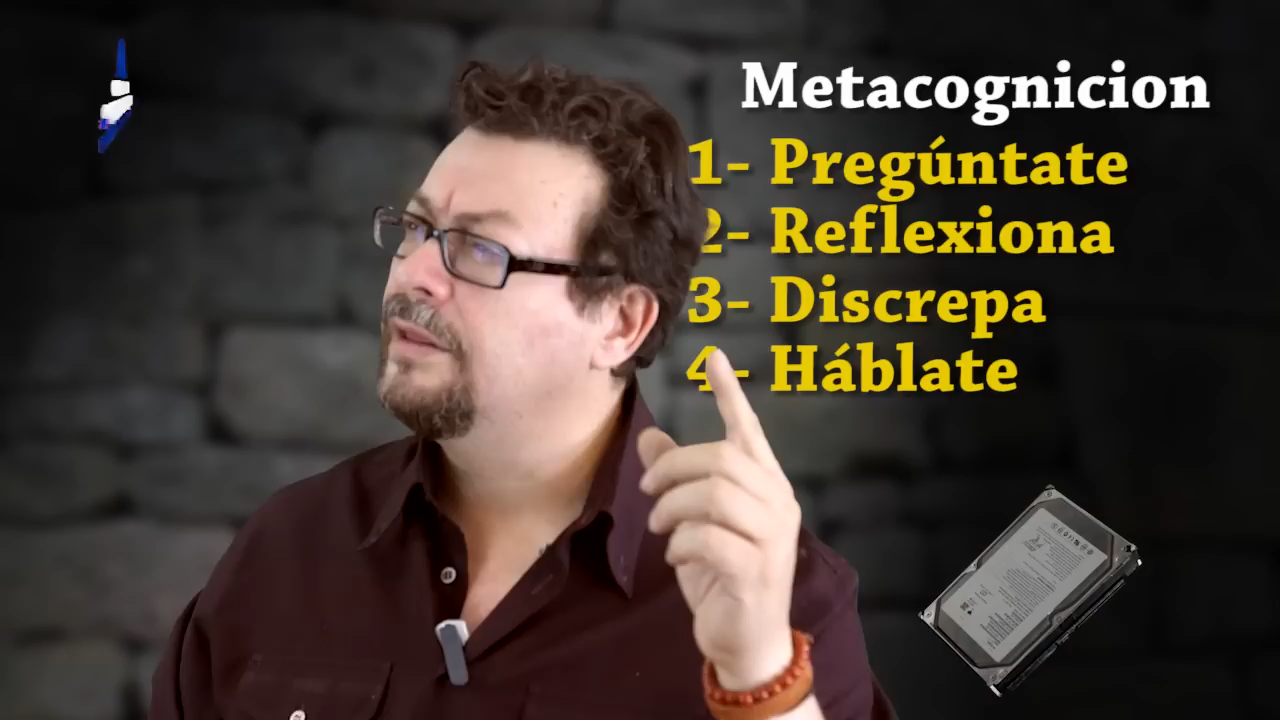 Metacognicion
1- Pregúntate
2- Reflexiona
3- Discrepa
4- Háblate